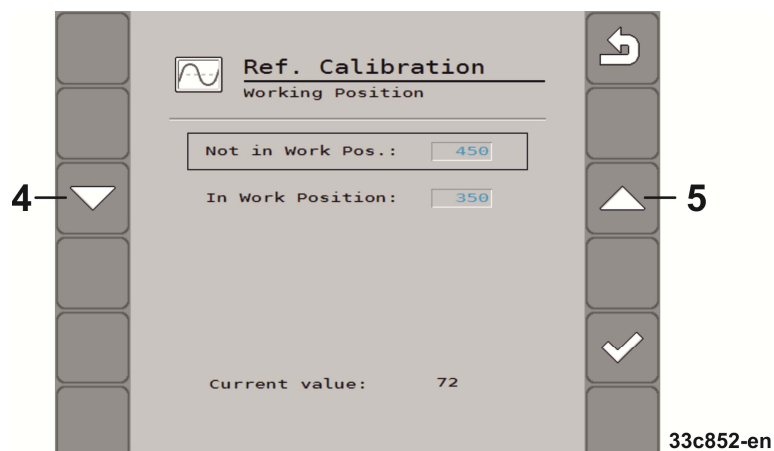 Ref. Calibration
Working Position
Not in Work Pos.: 450
4
5
In Work Position: 350
Current value: 72
33c852-en